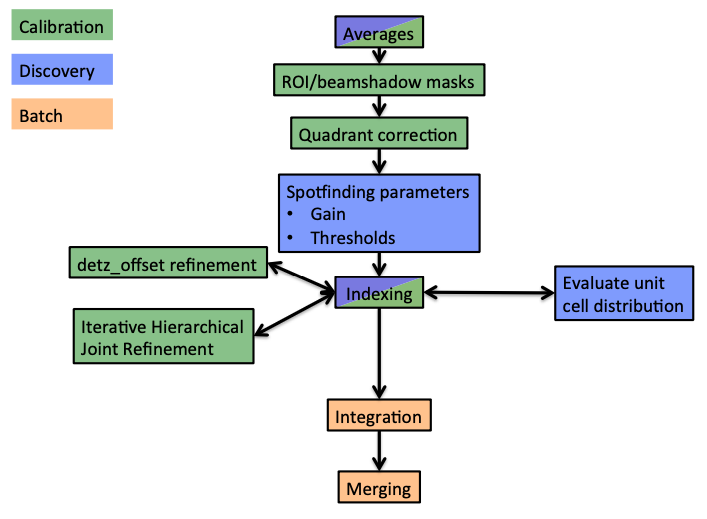 Calibration
Discovery
Batch
Averages
ROI/beamshadow masks
Quadrant correction
Spotfinding parameters
• Gain
• Thresholds
detz_offset refinement
Indexing
Evaluate unit
cell distribution
Iterative Hierarchical
Joint Refinement
Integration
Merging